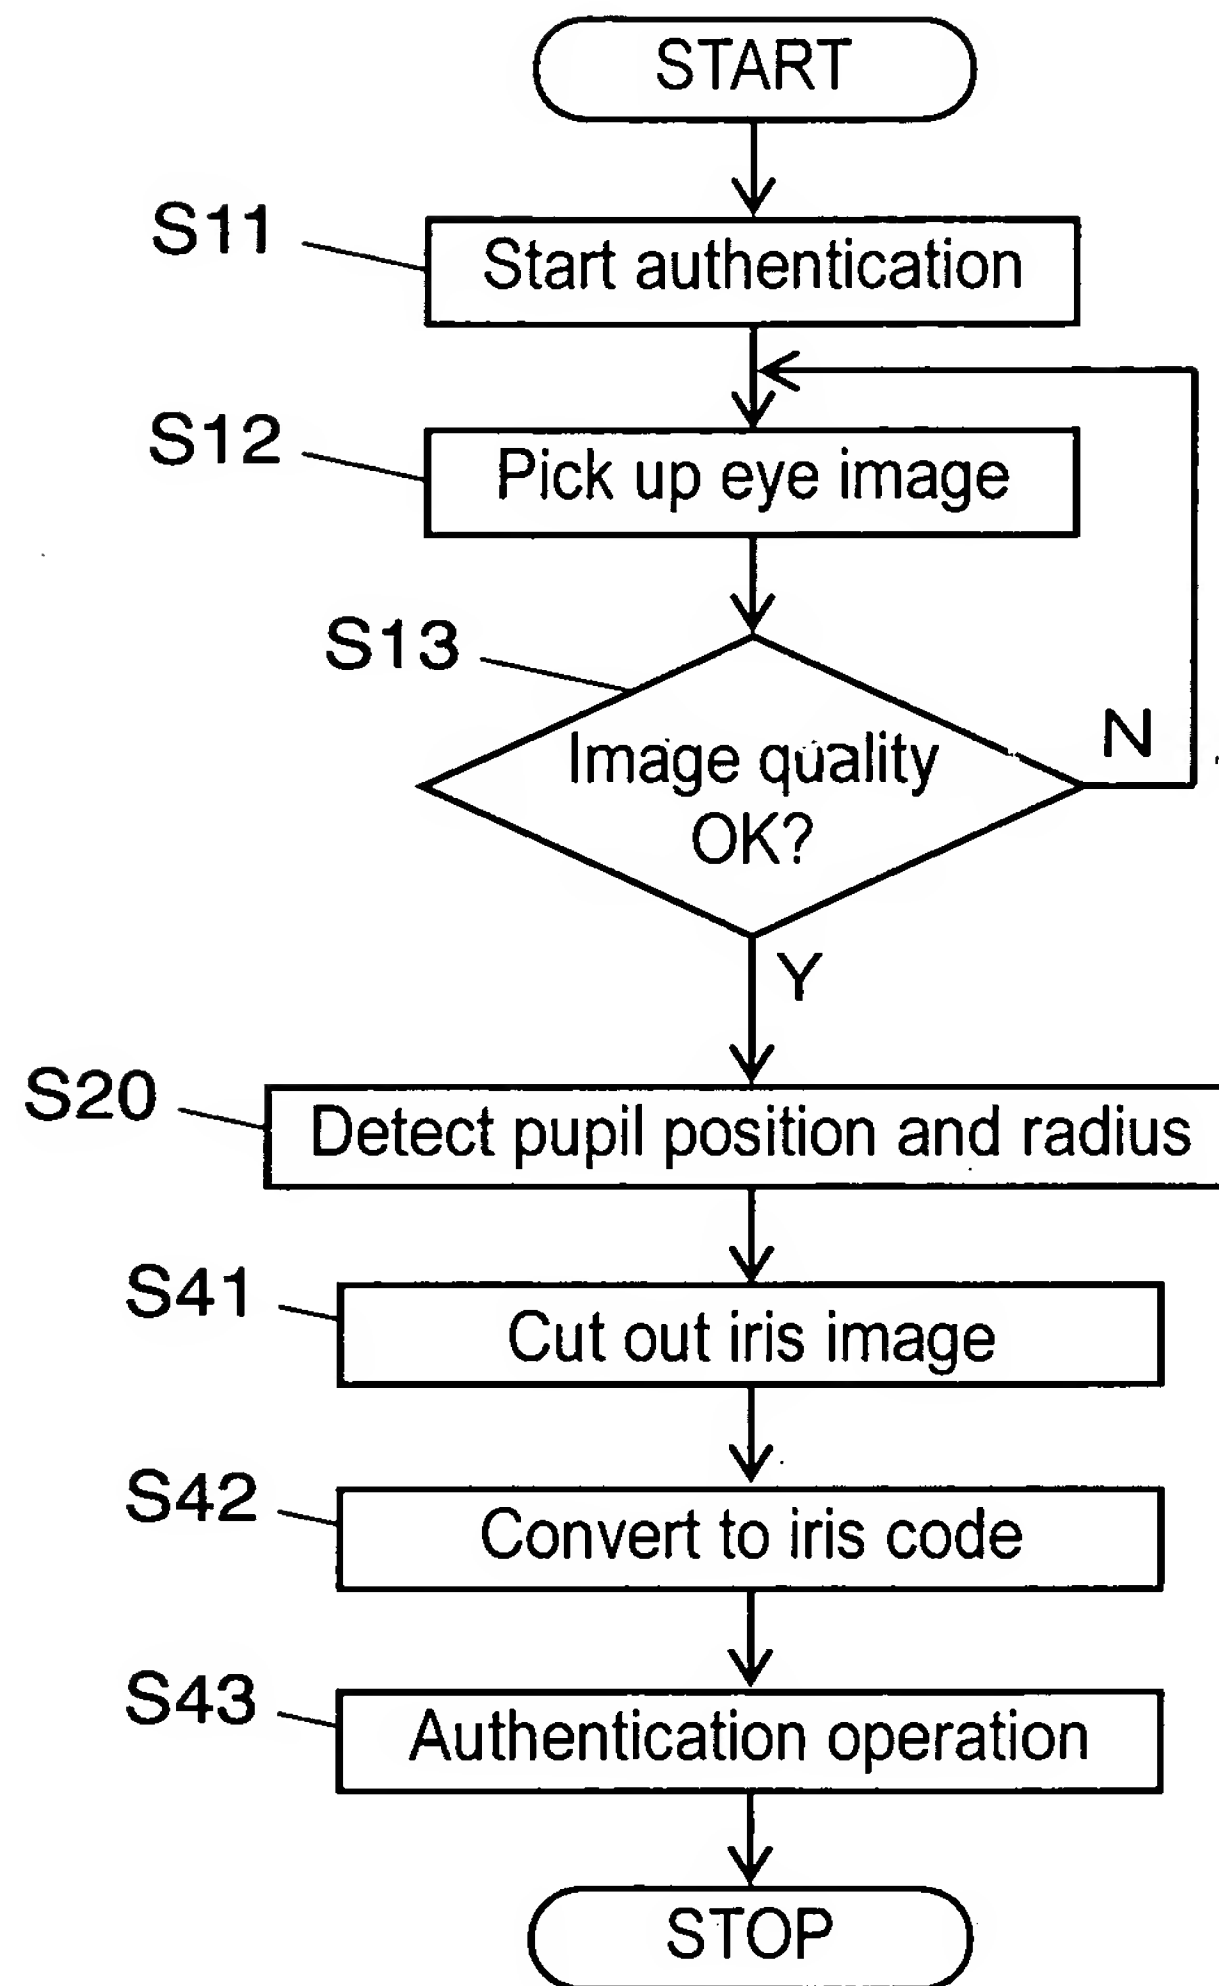 START
S11
Start authentication
S12
Pick up eye image
S13
Image quality
OK?
N
Y
S20
Detect pupil position and radius
S41
Cut out iris image
S42
Convert to iris code
S43
Authentication operation
STOP